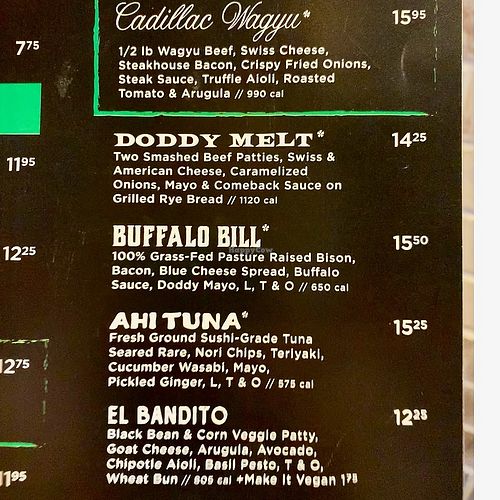 Cadillac Wagyu* 15⁹⁵
7⁷⁵
1/2 lb Wagyu Beef, Swiss Cheese,
Steakhouse Bacon, Crispy Fried Onions,
Steak Sauce, Truffle Aioli, Roasted
Tomato & Arugula // 990 cal
DODDY MELT* 14²⁵
11⁹⁵
Two Smashed Beef Patties, Swiss &
American Cheese, Caramelized
Onions, Mayo & Comeback Sauce on
Grilled Rye Bread // 1120 cal
BUFFALO BILL* 15⁵⁰
12²⁵
100% Grass-Fed Pasture Raised Bison,
Bacon, Blue Cheese Spread, Buffalo
Sauce, Doddy Mayo, L, T & O // 650 cal
HappyCow
AHI TUNA* 15²⁵
Fresh Ground Sushi-Grade Tuna
Seared Rare, Nori Chips, Teriyaki,
12⁷⁵
Cucumber Wasabi, Mayo,
Pickled Ginger, L, T & O // 575 cal
EL BANDITO 12²⁵
Black Bean & Corn Veggie Patty,
Goat Cheese, Arugula, Avocado,
Chipotle Aioli, Basil Pesto, T & O,
Wheat Bun // 805 cal +Make It Vegan 1⁷⁵
11⁹⁵